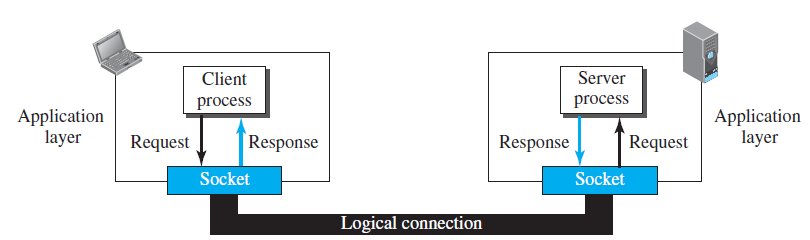 Client
process
Server
process
Application
layer
Request
Response
Response
Request
Application
layer
Socket
Socket
Logical connection